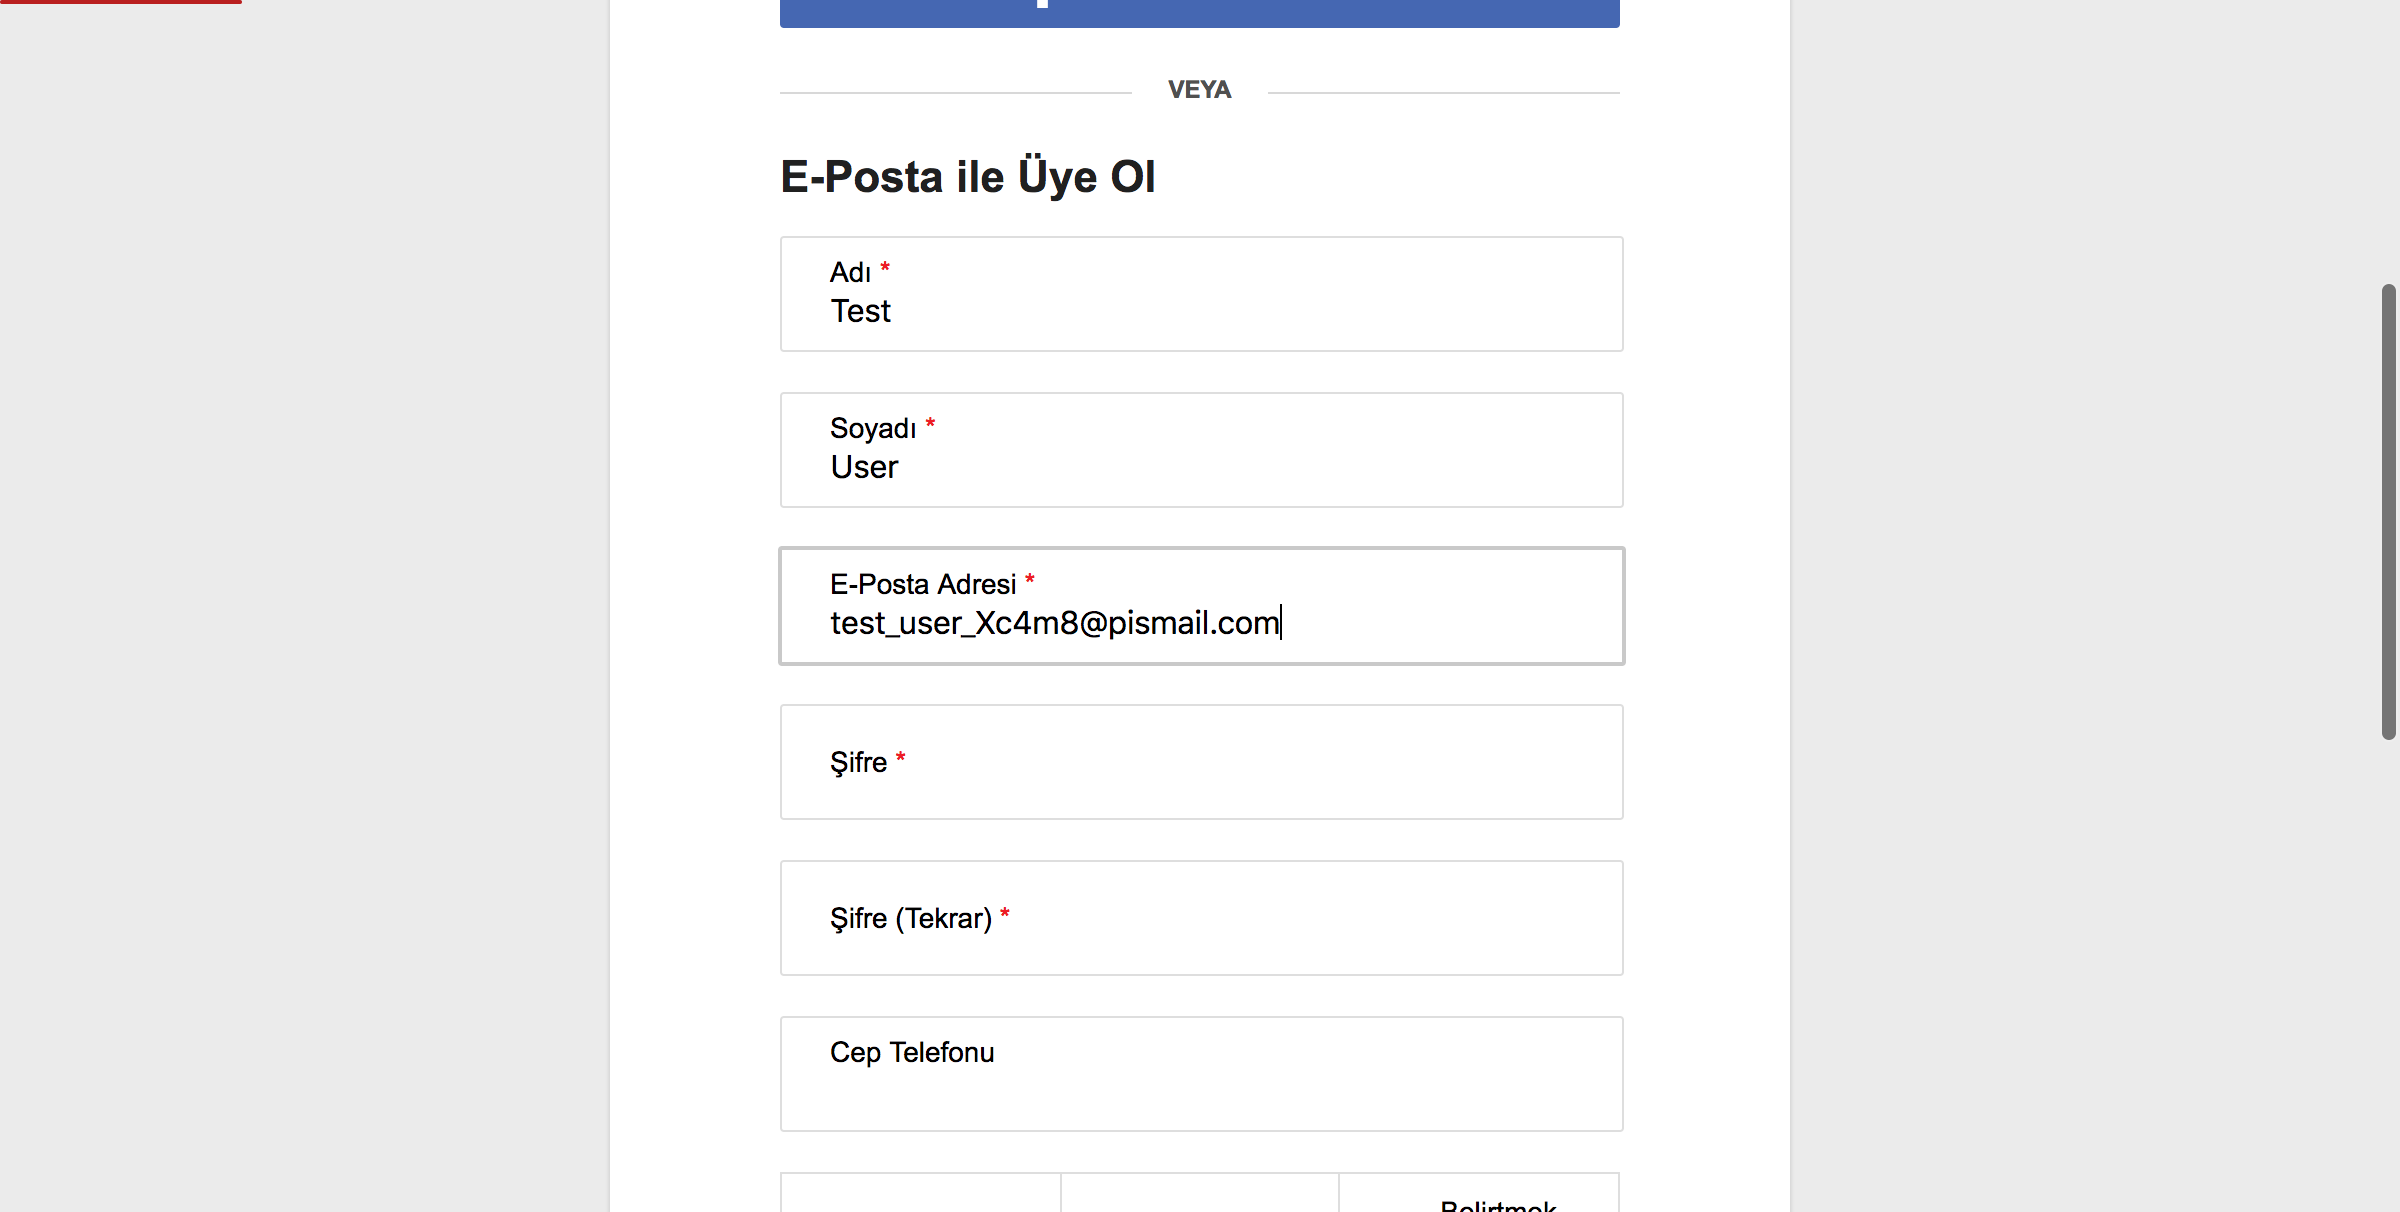 VEYA
E-Posta ile Üye Ol
Adı *
Test
Soyadı *
User
E-Posta Adresi *
test_user_Xc4m8@pismail.com
Şifre *
Şifre (Tekrar) *
Cep Telefonu
Belirtmek